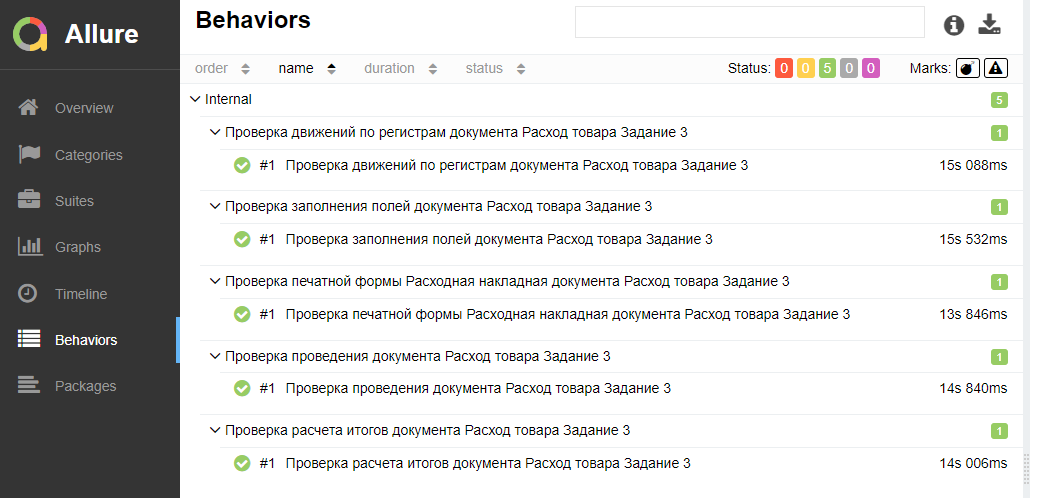 Allure
Behaviors
order name duration status Status: 0 0 5 0 0 Marks:
Overview
Categories
Suites
Graphs
Timeline
Behaviors
Packages
Internal 5
Проверка движений по регистрам документа Расход товара Задание 3 1
#1 Проверка движений по регистрам документа Расход товара Задание 3 15s 088ms
Проверка заполнения полей документа Расход товара Задание 3 1
#1 Проверка заполнения полей документа Расход товара Задание 3 15s 532ms
Проверка печатной формы Расходная накладная документа Расход товара Задание 3 1
#1 Проверка печатной формы Расходная накладная документа Расход товара Задание 3 13s 846ms
Проверка проведения документа Расход товара Задание 3 1
#1 Проверка проведения документа Расход товара Задание 3 14s 840ms
Проверка расчета итогов документа Расход товара Задание 3 1
#1 Проверка расчета итогов документа Расход товара Задание 3 14s 006ms